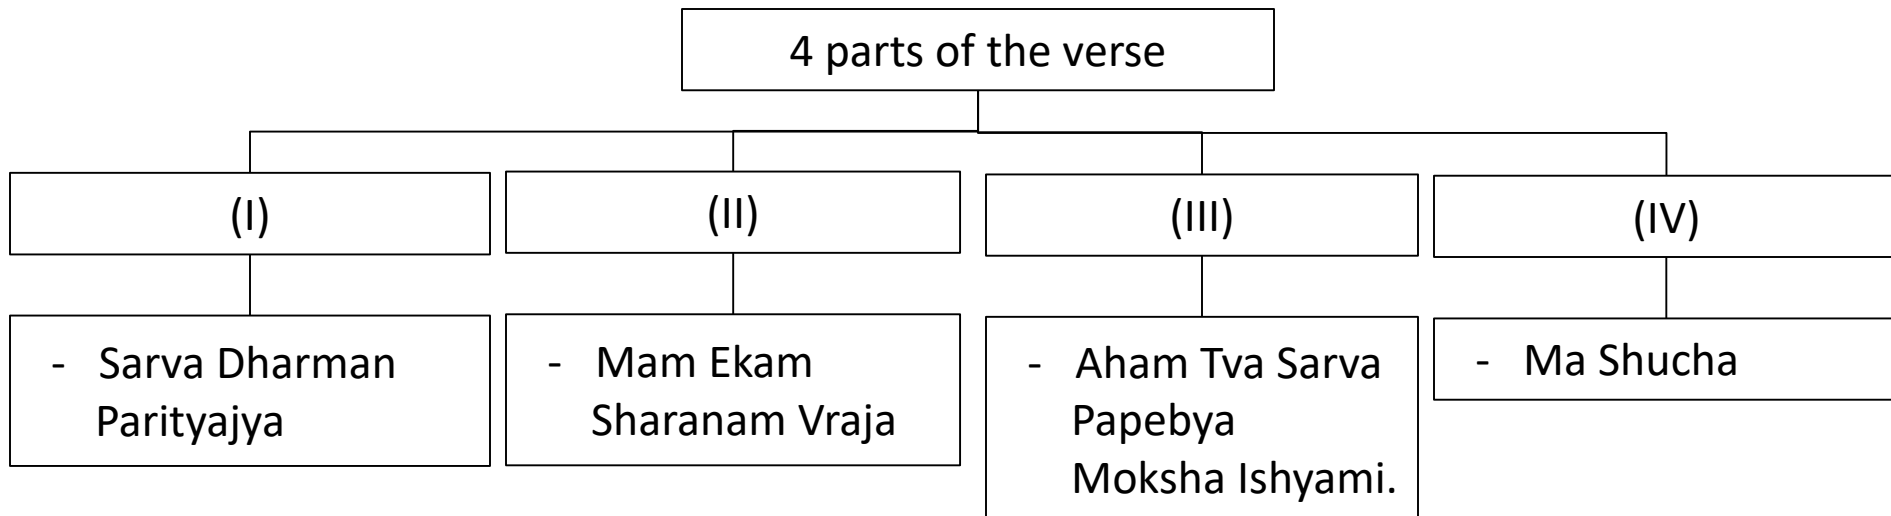 4 parts of the verse
(I)
(II)
(III)
(IV)
- Sarva Dharman
Parityajya
- Mam Ekam
Sharanam Vraja
- Aham Tva Sarva
Papebya
Moksha Ishyami.
- Ma Shucha